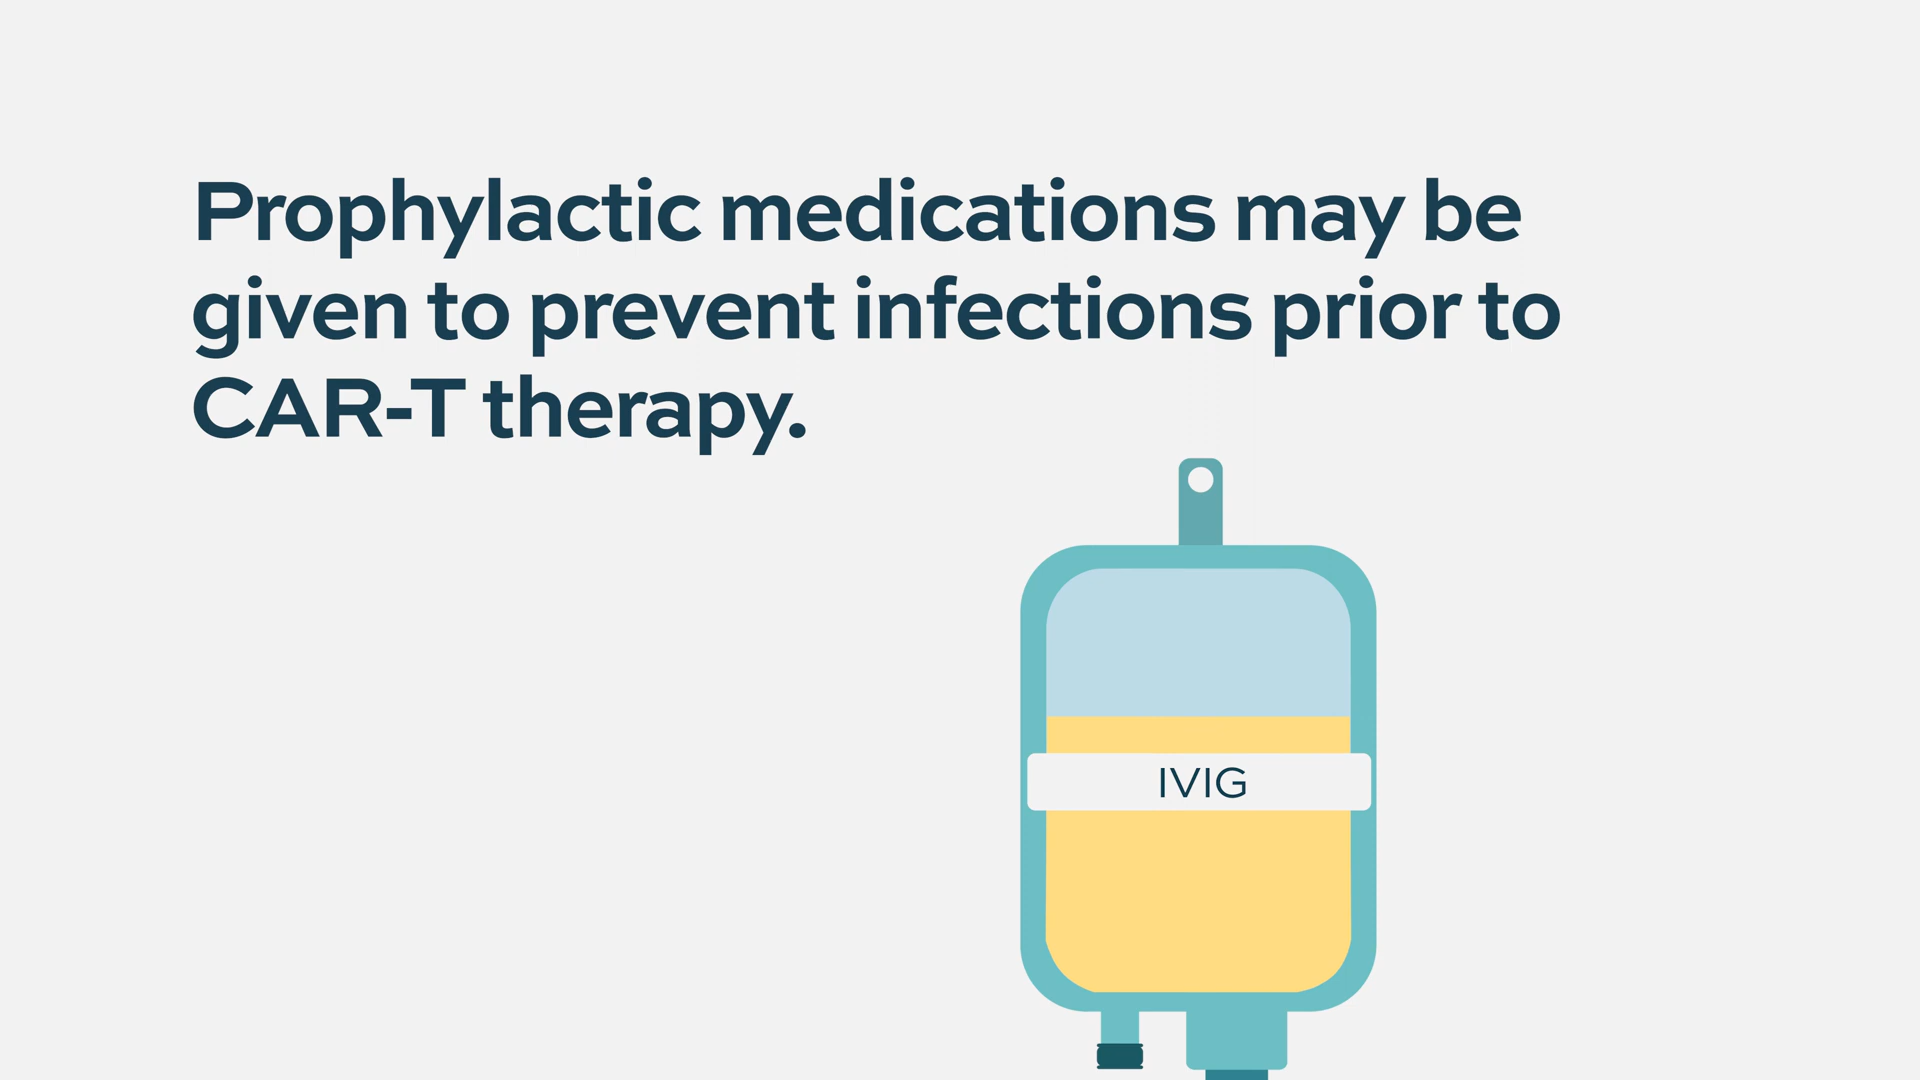 Prophylactic medications may be
given to prevent infections prior to
CAR-T therapy.
IVIG